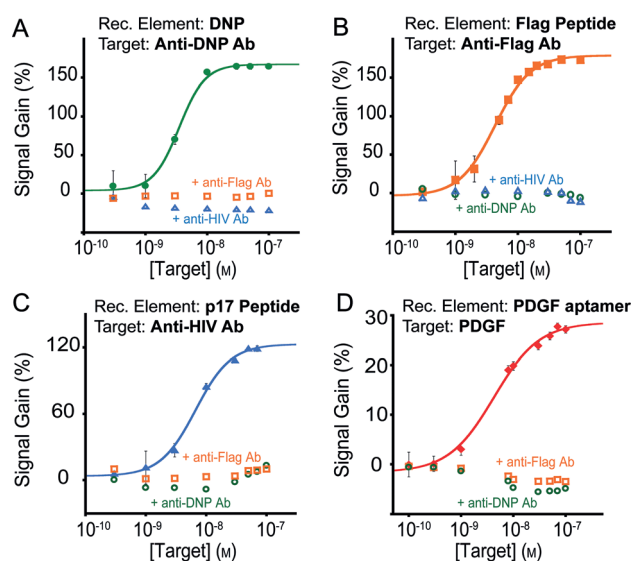 A
Rec. Element: DNP
Target: Anti-DNP Ab
Signal Gain (%)
150
100
50
0
+ anti-Flag Ab
+ anti-HIV Ab
10⁻¹⁰ 10⁻⁹ 10⁻⁸ 10⁻⁷
[Target] (M)
B
Rec. Element: Flag Peptide
Target: Anti-Flag Ab
Signal Gain (%)
150
100
50
0
+ anti-HIV Ab
+ anti-DNP Ab
10⁻¹⁰ 10⁻⁹ 10⁻⁸ 10⁻⁷
[Target] (M)
C
Rec. Element: p17 Peptide
Target: Anti-HIV Ab
Signal Gain (%)
120
60
0
+ anti-Flag Ab
+ anti-DNP Ab
10⁻¹⁰ 10⁻⁹ 10⁻⁸ 10⁻⁷
[Target] (M)
D
Rec. Element: PDGF aptamer
Target: PDGF
Signal Gain (%)
30
20
10
0
+ anti-Flag Ab
+ anti-DNP Ab
10⁻¹⁰ 10⁻⁹ 10⁻⁸ 10⁻⁷
[Target] (M)